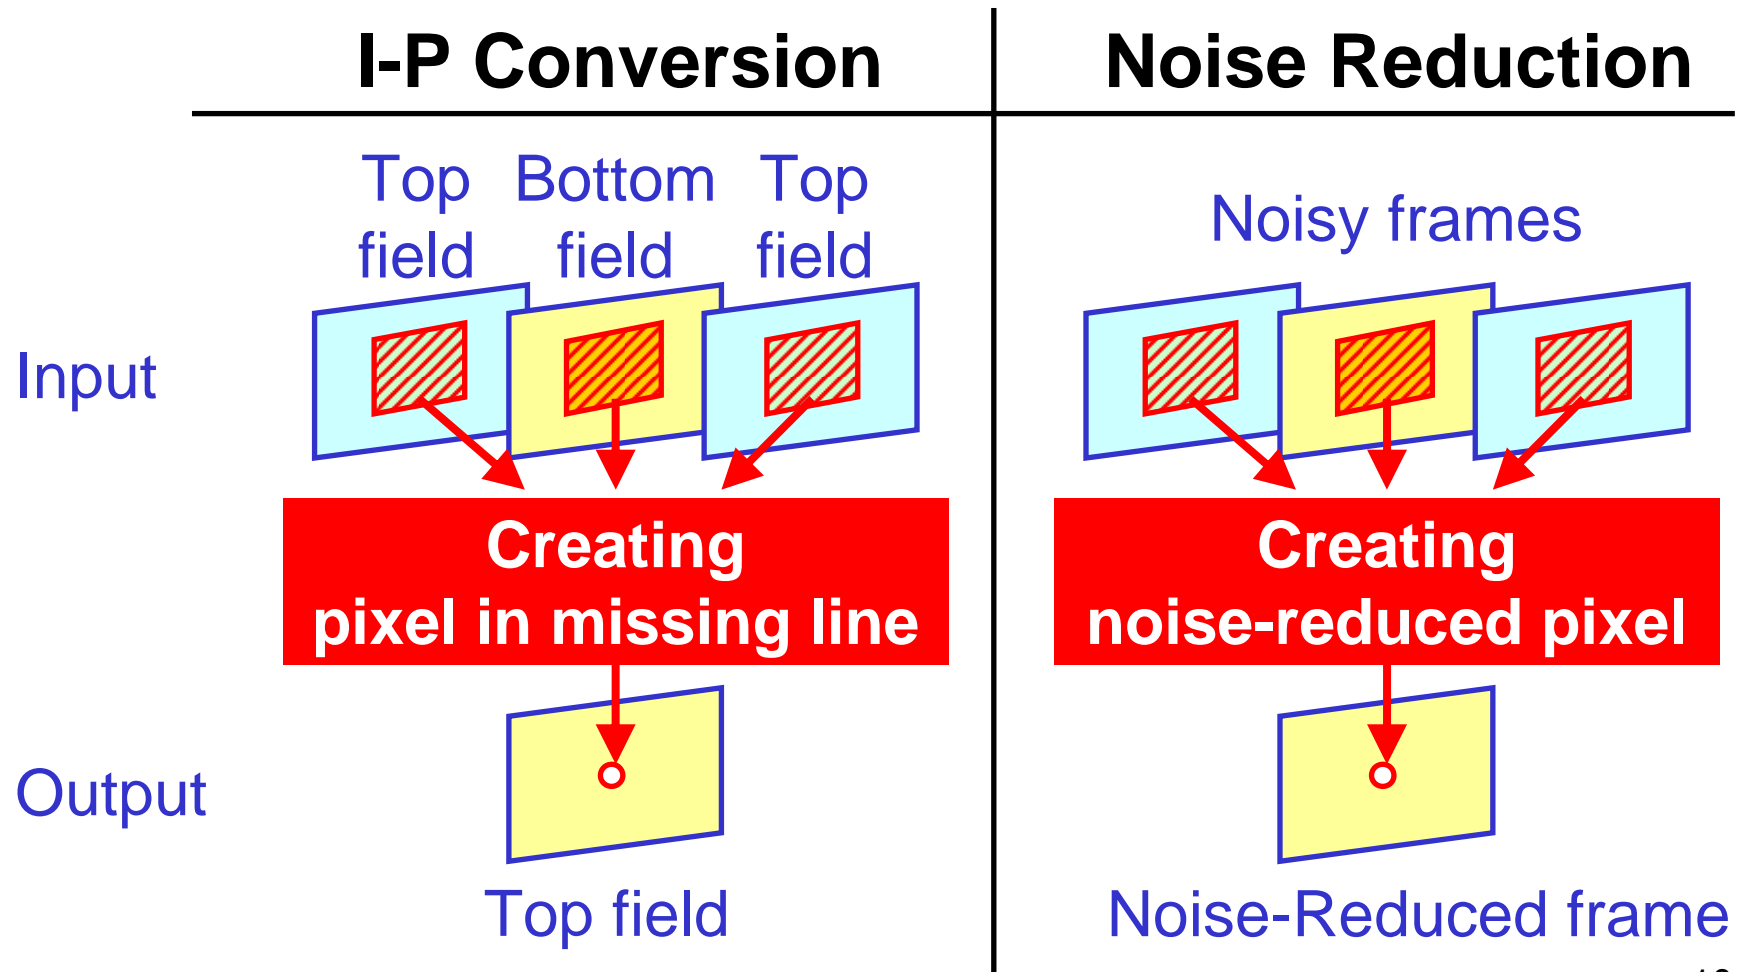 I-P Conversion
Noise Reduction
Top Bottom Top
field field field
Noisy frames
Input
Creating
pixel in missing line
Creating
noise-reduced pixel
Output
Top field
Noise-Reduced frame